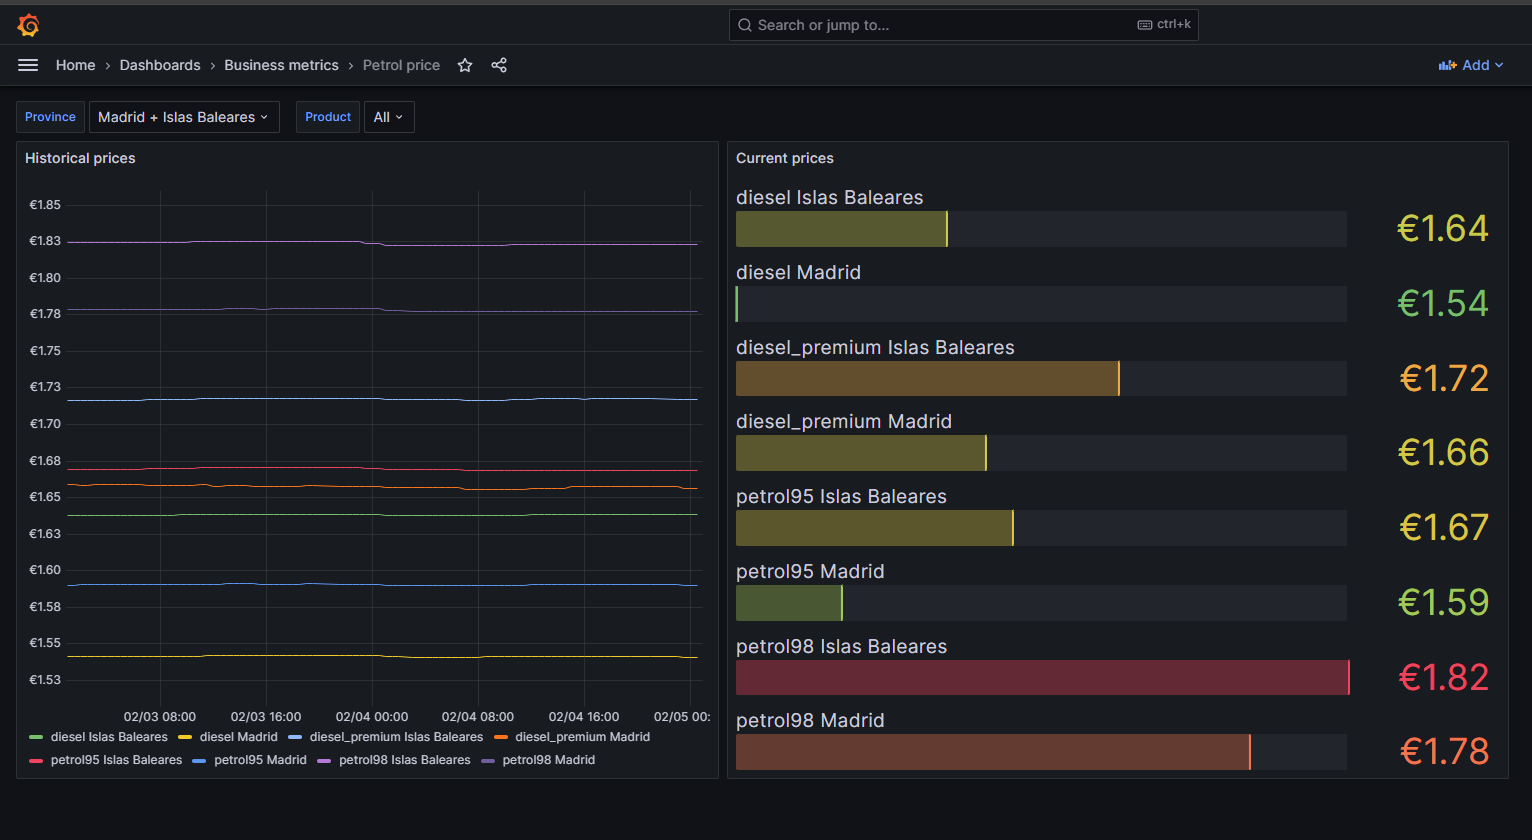 Search or jump to... ctrl+k
Home › Dashboards › Business metrics › Petrol price Add
Province Madrid + Islas Baleares Product All
Historical prices
€1.85
€1.83
€1.80
€1.78
€1.75
€1.73
€1.70
€1.68
€1.65
€1.63
€1.60
€1.58
€1.55
€1.53
02/03 08:00 02/03 16:00 02/04 00:00 02/04 08:00 02/04 16:00 02/05 00:
diesel Islas Baleares diesel Madrid diesel_premium Islas Baleares diesel_premium Madrid
petrol95 Islas Baleares petrol95 Madrid petrol98 Islas Baleares petrol98 Madrid
Current prices
diesel Islas Baleares
€1.64
diesel Madrid
€1.54
diesel_premium Islas Baleares
€1.72
diesel_premium Madrid
€1.66
petrol95 Islas Baleares
€1.67
petrol95 Madrid
€1.59
petrol98 Islas Baleares
€1.82
petrol98 Madrid
€1.78